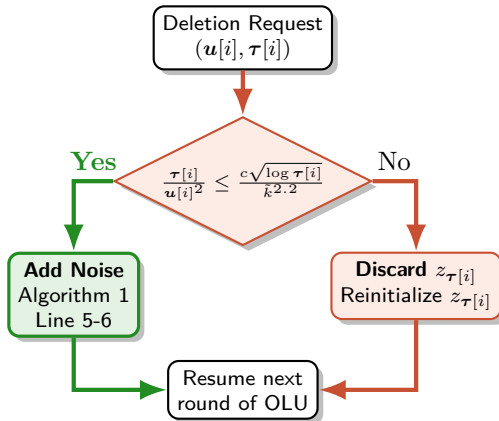 Deletion Request
(u[i], τ[i])
Yes
No
τ[i] / u[i]² ≤ c√log τ[i] / k̃^2.2
Add Noise
Algorithm 1
Line 5-6
Discard z_τ[i]
Reinitialize z_τ[i]
Resume next
round of OLU